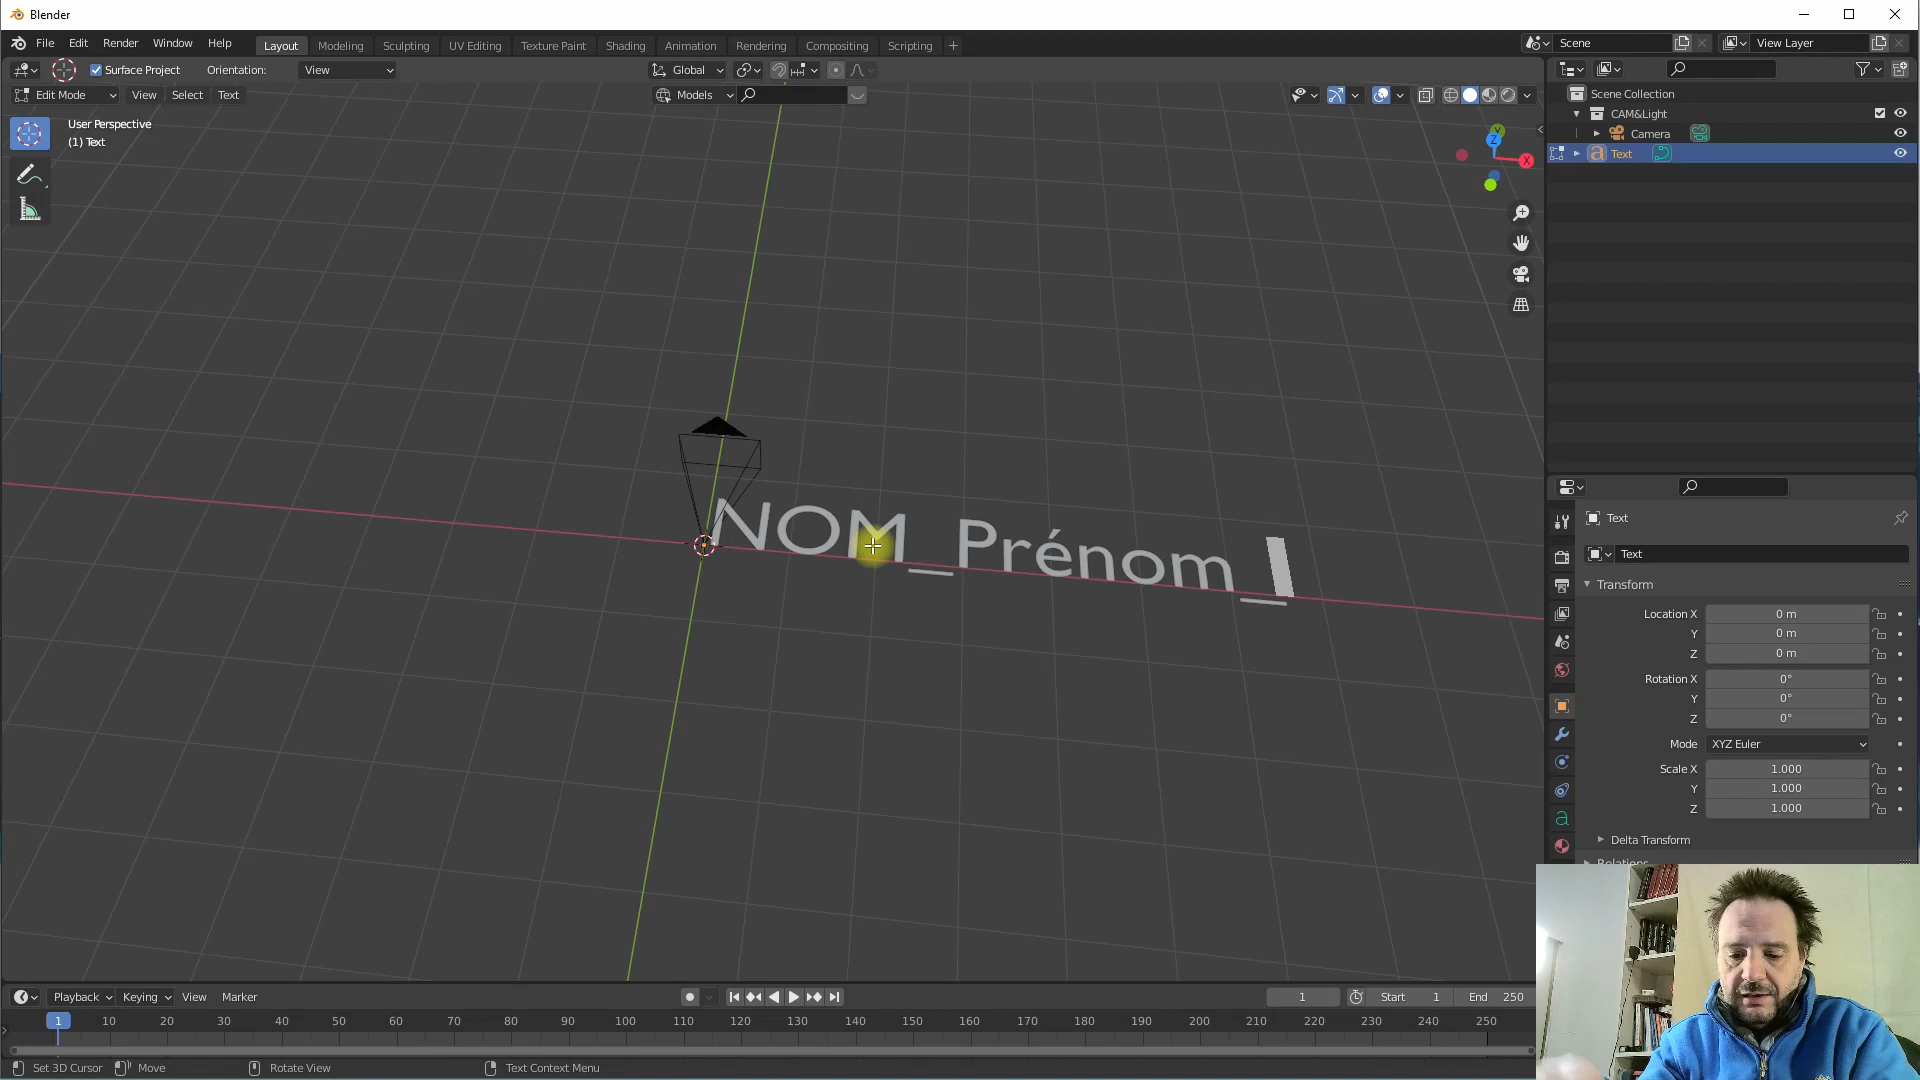 Blender
File Edit Render Window Help Layout Modeling Sculpting UV Editing Texture Paint Shading Animation Rendering Compositing Scripting + Scene View Layer
Surface Project Orientation: View Global
Edit Mode View Select Text Models
User Perspective
(1) Text
Z
Y
X
NOM_Prénom_
Scene Collection
CAM&Light
Camera
Text
Text
Text
Transform
Location X 0 m
Y 0 m
Z 0 m
Rotation X 0°
Y 0°
Z 0°
Mode XYZ Euler
Scale X 1.000
Y 1.000
Z 1.000
Delta Transform
Relations
Playback Keying View Marker 1 Start 1 End 250
1 10 20 30 40 50 60 70 80 90 100 110 120 130 140 150 160 170 180 190 200 210 220 230 240 250
Set 3D Cursor Move Rotate View Text Context Menu